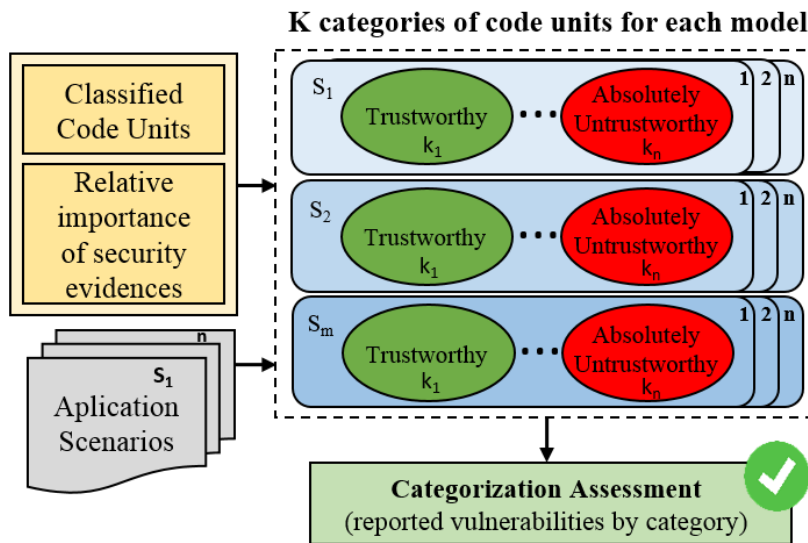 K categories of code units for each model
Classified
Code Units
Relative
importance
of security
evidences
n
S1
Aplication
Scenarios
S1
Trustworthy
k1
...
Absolutely
Untrustworthy
kn
1 2 n
S2
Trustworthy
k1
...
Absolutely
Untrustworthy
kn
1 2 n
Sm
Trustworthy
k1
...
Absolutely
Untrustworthy
kn
1 2 n
Categorization Assessment
(reported vulnerabilities by category)